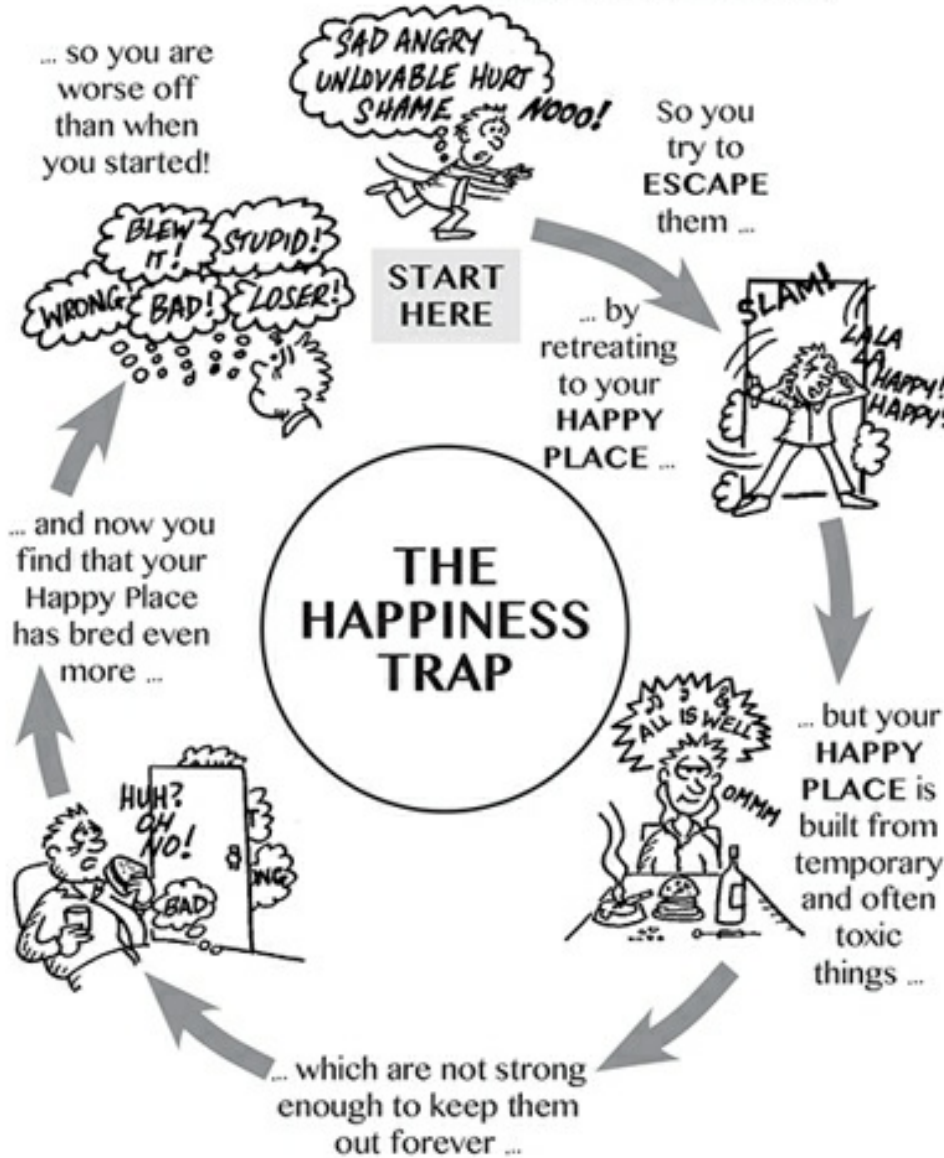 SAD ANGRY
UNLOVABLE HURT
SHAME
NOOO!
START
HERE
So you
try to
ESCAPE
them ...
... by
retreating
to your
HAPPY
PLACE ...
SLAM!
LALA
LA
HAPPY!
HAPPY!
... but your
HAPPY
PLACE is
built from
temporary
and often
toxic
things ...
ALL IS WELL
OMMM
... which are not strong
enough to keep them
out forever ...
HUH?
OH
NO!
BAD
NG
... and now you
find that your
Happy Place
has bred even
more ...
BLEW
IT!
STUPID!
WRONG
BAD!
LOSER!
... so you are
worse off
than when
you started!
THE
HAPPINESS
TRAP